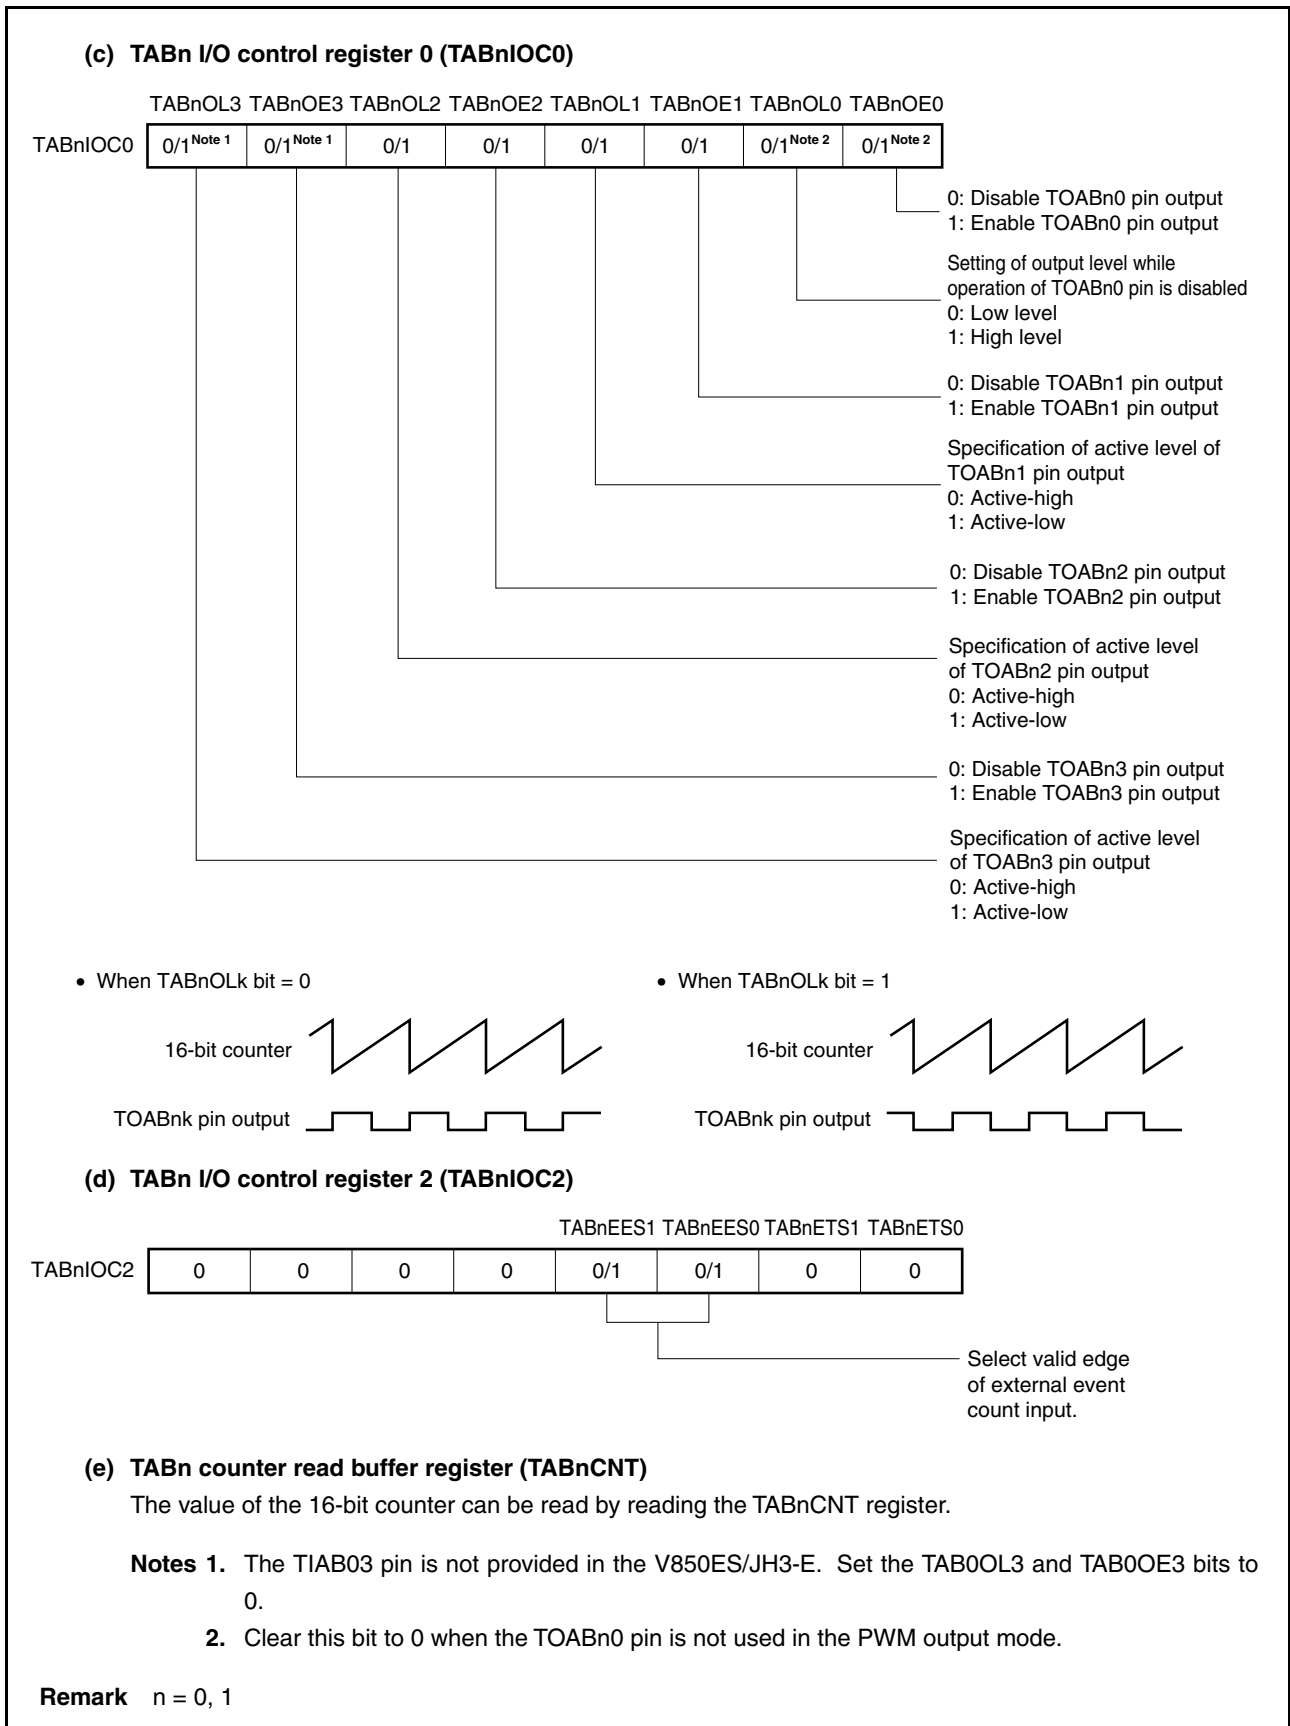 (c) TABn I/O control register 0 (TABnIOC0)
TABnOL3 TABnOE3 TABnOL2 TABnOE2 TABnOL1 TABnOE1 TABnOL0 TABnOE0
TABnIOC0 0/1Note 1 0/1Note 1 0/1 0/1 0/1 0/1 0/1Note 2 0/1Note 2
0: Disable TOABn0 pin output
1: Enable TOABn0 pin output
Setting of output level while
operation of TOABn0 pin is disabled
0: Low level
1: High level
0: Disable TOABn1 pin output
1: Enable TOABn1 pin output
Specification of active level of
TOABn1 pin output
0: Active-high
1: Active-low
0: Disable TOABn2 pin output
1: Enable TOABn2 pin output
Specification of active level
of TOABn2 pin output
0: Active-high
1: Active-low
0: Disable TOABn3 pin output
1: Enable TOABn3 pin output
Specification of active level
of TOABn3 pin output
0: Active-high
1: Active-low
• When TABnOLk bit = 0
16-bit counter
TOABnk pin output
• When TABnOLk bit = 1
16-bit counter
TOABnk pin output
(d) TABn I/O control register 2 (TABnIOC2)
TABnEES1 TABnEES0 TABnETS1 TABnETS0
TABnIOC2 0 0 0 0 0/1 0/1 0 0
Select valid edge
of external event
count input.
(e) TABn counter read buffer register (TABnCNT)
The value of the 16-bit counter can be read by reading the TABnCNT register.
Notes 1. The TIAB03 pin is not provided in the V850ES/JH3-E. Set the TAB0OL3 and TAB0OE3 bits to
0.
2. Clear this bit to 0 when the TOABn0 pin is not used in the PWM output mode.
Remark n = 0, 1